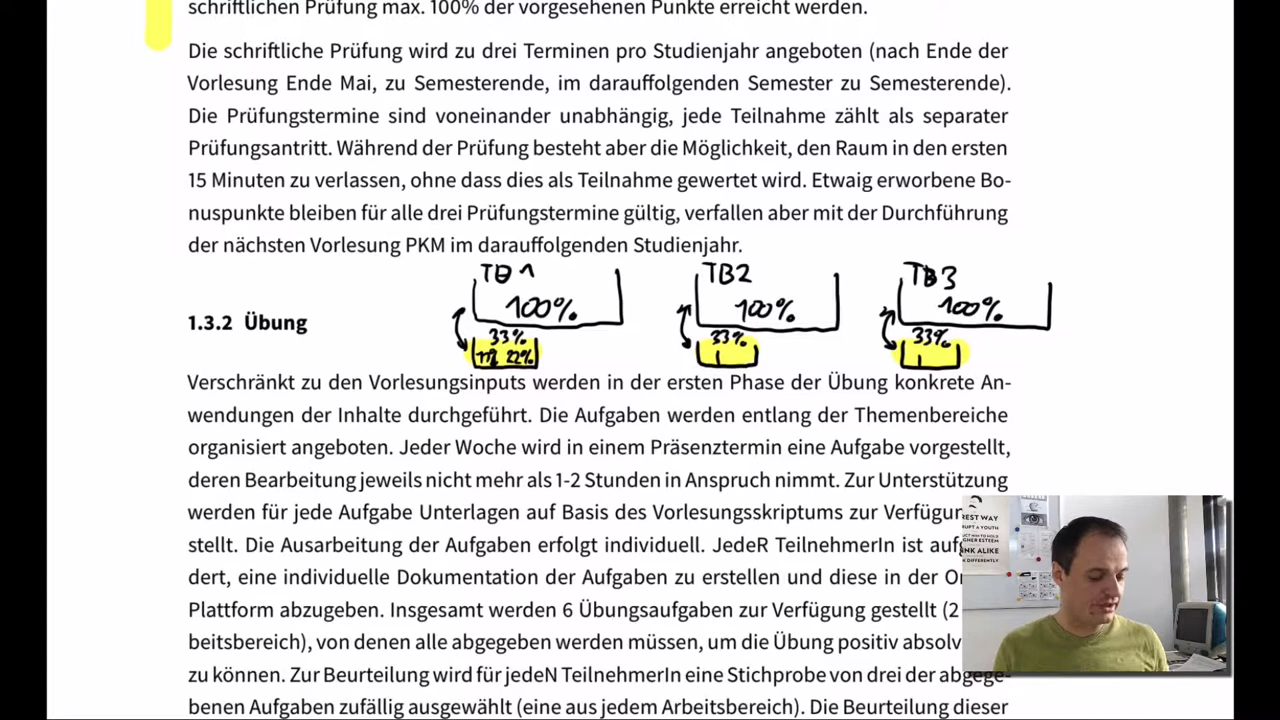 schriftlichen Prüfung max. 100% der vorgesehenen Punkte erreicht werden.
Die schriftliche Prüfung wird zu drei Terminen pro Studienjahr angeboten (nach Ende der
Vorlesung Ende Mai, zu Semesterende, im darauffolgenden Semester zu Semesterende).
Die Prüfungstermine sind voneinander unabhängig, jede Teilnahme zählt als separater
Prüfungsantritt. Während der Prüfung besteht aber die Möglichkeit, den Raum in den ersten
15 Minuten zu verlassen, ohne dass dies als Teilnahme gewertet wird. Etwaig erworbene Bo-
nuspunkte bleiben für alle drei Prüfungstermine gültig, verfallen aber mit der Durchführung
der nächsten Vorlesung PKM im darauffolgenden Studienjahr.
TB1 TB2 TB3
100% 100% 100%
1.3.2 Übung
33% 33% 33%
22%
Verschränkt zu den Vorlesungsinputs werden in der ersten Phase der Übung konkrete An-
wendungen der Inhalte durchgeführt. Die Aufgaben werden entlang der Themenbereiche
organisiert angeboten. Jeder Woche wird in einem Präsenztermin eine Aufgabe vorgestellt,
deren Bearbeitung jeweils nicht mehr als 1-2 Stunden in Anspruch nimmt. Zur Unterstützung
werden für jede Aufgabe Unterlagen auf Basis des Vorlesungsskriptums zur Verfügun
stellt. Die Ausarbeitung der Aufgaben erfolgt individuell. JedeR TeilnehmerIn ist auf
dert, eine individuelle Dokumentation der Aufgaben zu erstellen und diese in der O
Plattform abzugeben. Insgesamt werden 6 Übungsaufgaben zur Verfügung gestellt (2
beitsbereich), von denen alle abgegeben werden müssen, um die Übung positiv absolv
zu können. Zur Beurteilung wird für jedeN TeilnehmerIn eine Stichprobe von drei der abgege-
benen Aufgaben zufällig ausgewählt (eine aus jedem Arbeitsbereich). Die Beurteilung dieser
REST WAY
RUPT A YOUTH
HIGHER ESTEEM
NK ALIKE
DIFFERENTLY